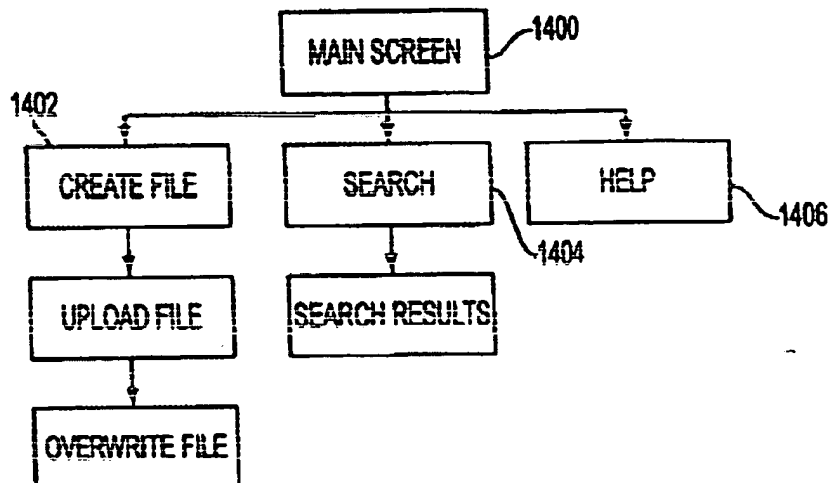 MAIN SCREEN
1400
1402
CREATE FILE
SEARCH
HELP
1404
1406
UPLOAD FILE
SEARCH RESULTS
OVERWRITE FILE